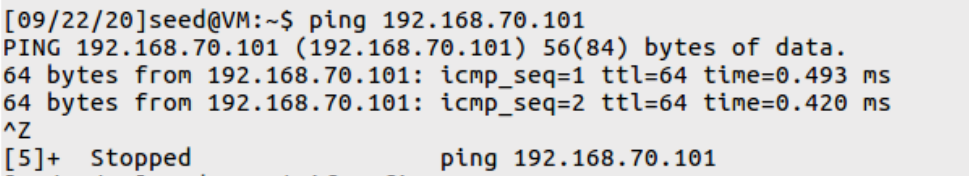 [09/22/20]seed@VM:~$ ping 192.168.70.101
PING 192.168.70.101 (192.168.70.101) 56(84) bytes of data.
64 bytes from 192.168.70.101: icmp_seq=1 ttl=64 time=0.493 ms
64 bytes from 192.168.70.101: icmp_seq=2 ttl=64 time=0.420 ms
^Z
[5]+  Stopped                 ping 192.168.70.101